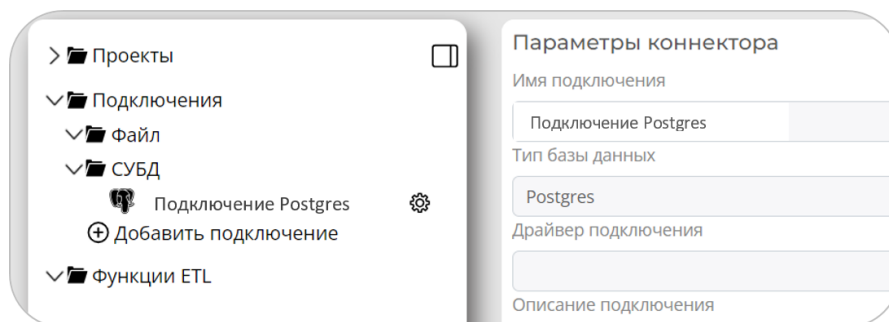 Проекты
Подключения
Файл
СУБД
Подключение Postgres
Добавить подключение
Функции ETL
Параметры коннектора
Имя подключения
Подключение Postgres
Тип базы данных
Postgres
Драйвер подключения
Описание подключения